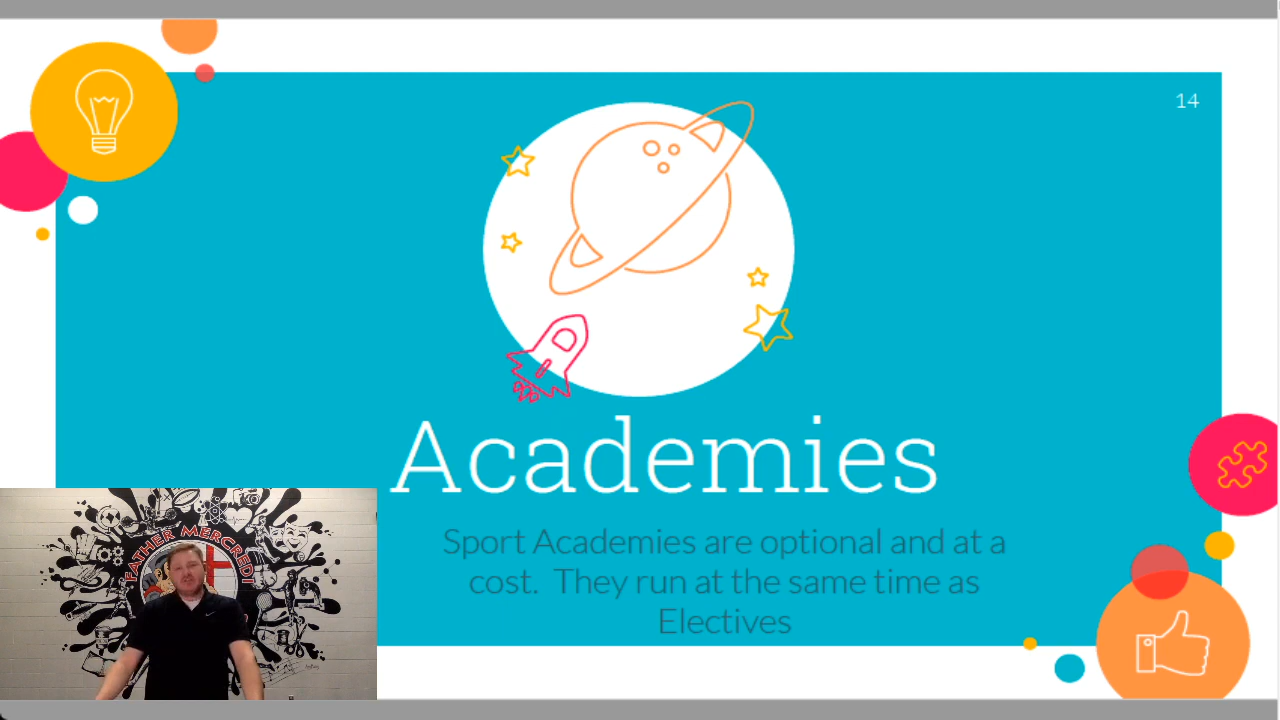 14
Academies
Sport Academies are optional and at a
cost. They run at the same time as
Electives
FATHER MERCREDI